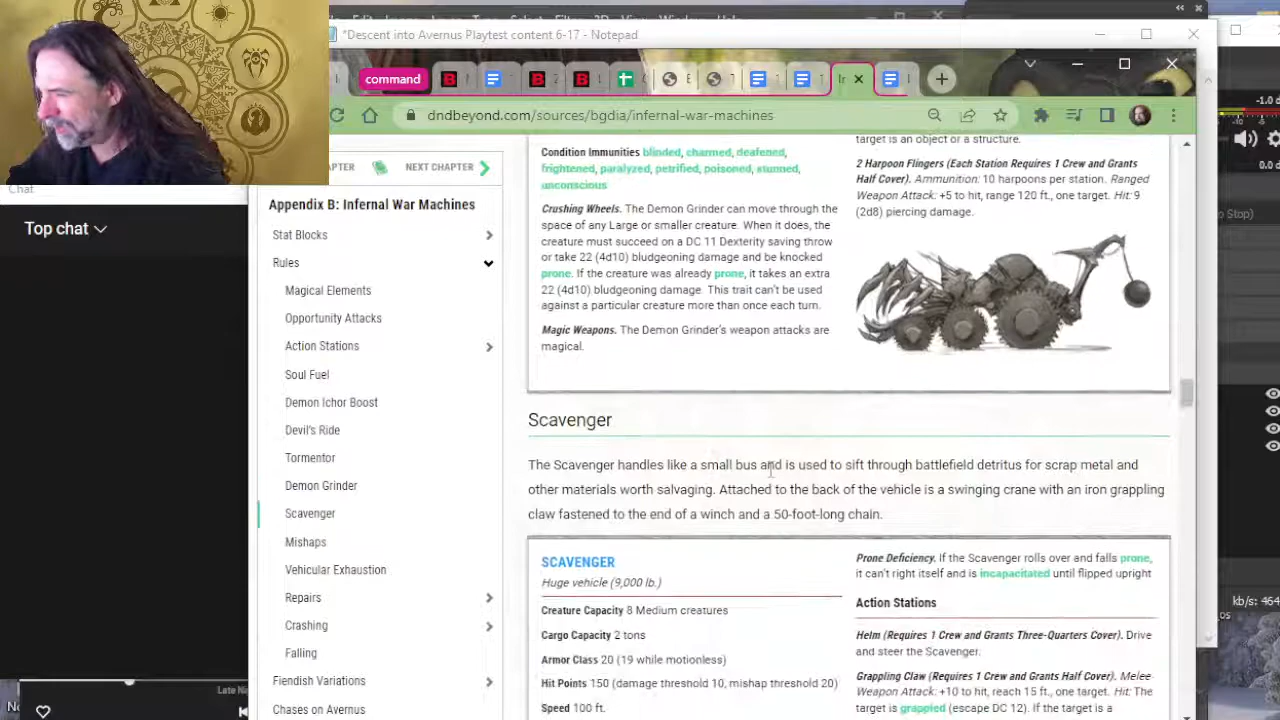 *Descent into Avernus Playtest content 6-17 - Notepad
command
dndbeyond.com/sources/bgdia/infernal-war-machines
-1.0 d
0.0 d
Chat
Top chat
PTER
NEXT CHAPTER
Appendix B: Infernal War Machines
Stat Blocks
Rules
Magical Elements
Opportunity Attacks
Action Stations
Soul Fuel
Demon Ichor Boost
Devil's Ride
Tormentor
Demon Grinder
Scavenger
Mishaps
Vehicular Exhaustion
Repairs
Crashing
Falling
Fiendish Variations
Chases on Avernus
Condition Immunities blinded, charmed, deafened,
frightened, paralyzed, petrified, poisoned, stunned,
unconscious
Crushing Wheels. The Demon Grinder can move through the
space of any Large or smaller creature. When it does, the
creature must succeed on a DC 11 Dexterity saving throw
or take 22 (4d10) bludgeoning damage and be knocked
prone. If the creature was already prone, it takes an extra
22 (4d10) bludgeoning damage. This trait can't be used
against a particular creature more than once each turn.
Magic Weapons. The Demon Grinder's weapon attacks are
magical.
target is an object or a structure.
2 Harpoon Flingers (Each Station Requires 1 Crew and Grants
Half Cover). Ammunition: 10 harpoons per station. Ranged
Weapon Attack: +5 to hit, range 120 ft., one target. Hit: 9
(2d8) piercing damage.
Scavenger
The Scavenger handles like a small bus and is used to sift through battlefield detritus for scrap metal and
other materials worth salvaging. Attached to the back of the vehicle is a swinging crane with an iron grappling
claw fastened to the end of a winch and a 50-foot-long chain.
SCAVENGER
Huge vehicle (9,000 lb.)
Creature Capacity 8 Medium creatures
Cargo Capacity 2 tons
Armor Class 20 (19 while motionless)
Hit Points 150 (damage threshold 10, mishap threshold 20)
Speed 100 ft.
Prone Deficiency. If the Scavenger rolls over and falls prone,
it can't right itself and is incapacitated until flipped upright
Action Stations
Helm (Requires 1 Crew and Grants Three-Quarters Cover). Drive
and steer the Scavenger.
Grappling Claw (Requires 1 Crew and Grants Half Cover). Melee
Weapon Attack: +10 to hit, reach 15 ft., one target. Hit: The
target is grappled (escape DC 12). If the target is a
o Stop)
kb/s: 464
Late Ni